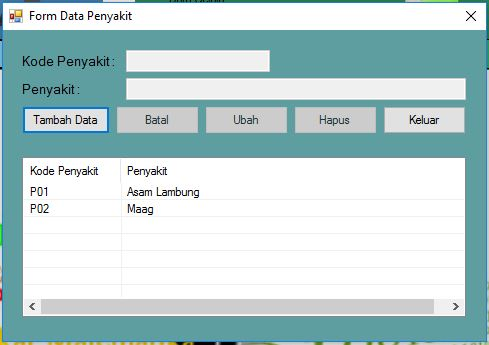 Form Data Penyakit
Kode Penyakit :
Penyakit :
Tambah Data Batal Ubah Hapus Keluar
Kode Penyakit Penyakit
P01 Asam Lambung
P02 Maag